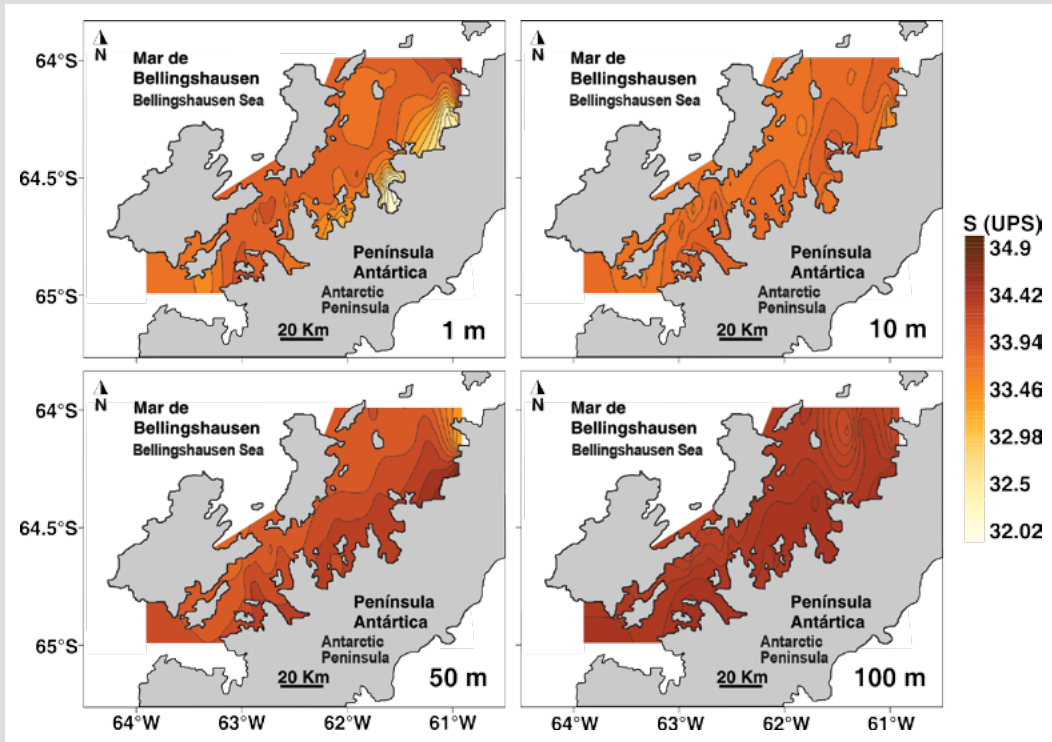 N
Mar de
Bellingshausen
Bellingshausen Sea
64°S
64.5°S
65°S
Península
Antártica
Antarctic
Peninsula
20 Km
1 m
N
Mar de
Bellingshausen
Bellingshausen Sea
Península
Antártica
Antarctic
Peninsula
20 Km
10 m
S (UPS)
34.9
34.42
33.94
33.46
32.98
32.5
32.02
N
Mar de
Bellingshausen
Bellingshausen Sea
64°S
64.5°S
65°S
Península
Antártica
Antarctic
Peninsula
20 Km
50 m
64°W
63°W
62°W
61°W
N
Mar de
Bellingshausen
Bellingshausen Sea
Península
Antártica
Antarctic
Peninsula
20 Km
100 m
64°W
63°W
62°W
61°W